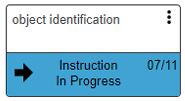 object identification
Instruction 07/11
In Progress